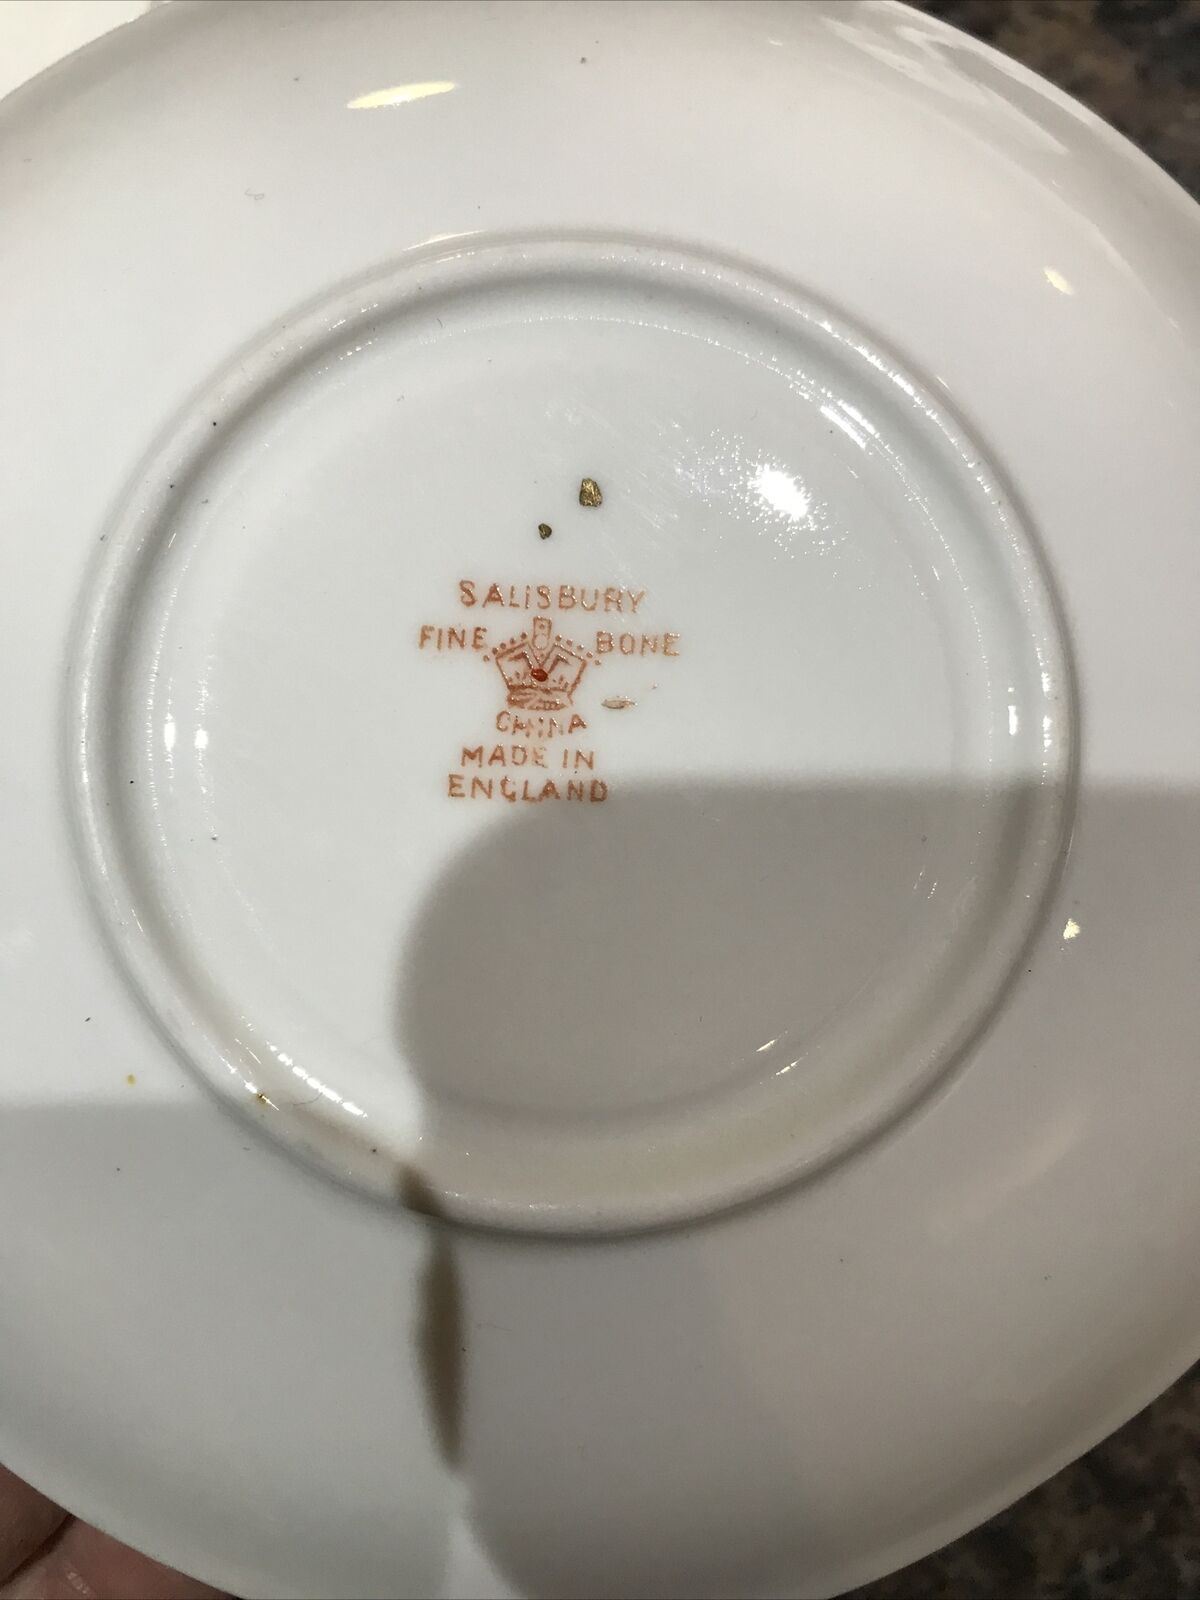 SALISBURY
FINE BONE
CHINA
MADE IN
ENGLAND